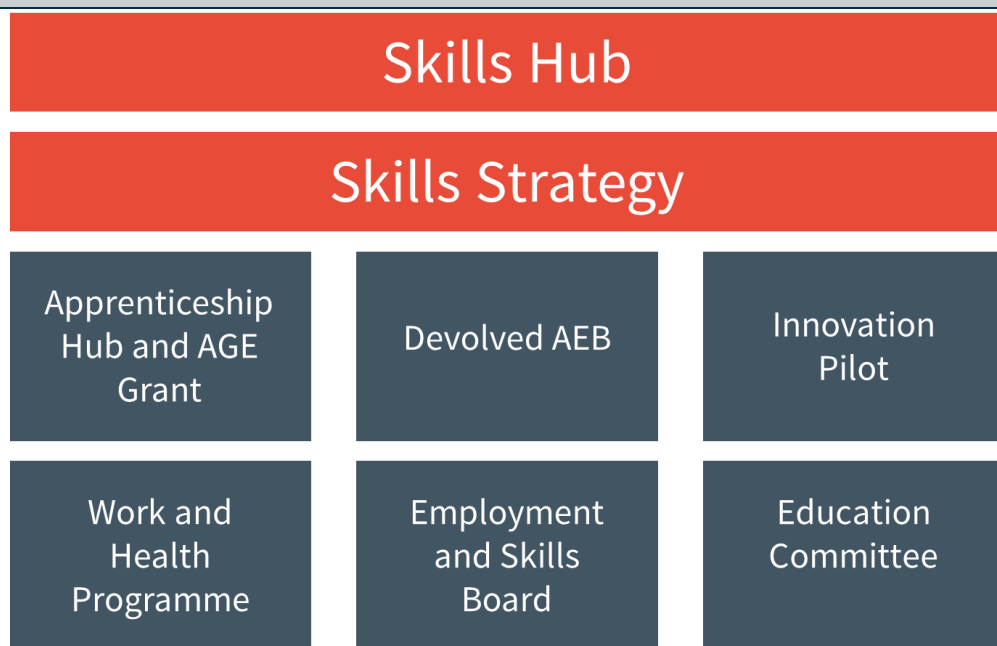 Skills Hub
Skills Strategy
Apprenticeship
Hub and AGE
Grant
Devolved AEB
Innovation
Pilot
Work and
Health
Programme
Employment
and Skills
Board
Education
Committee